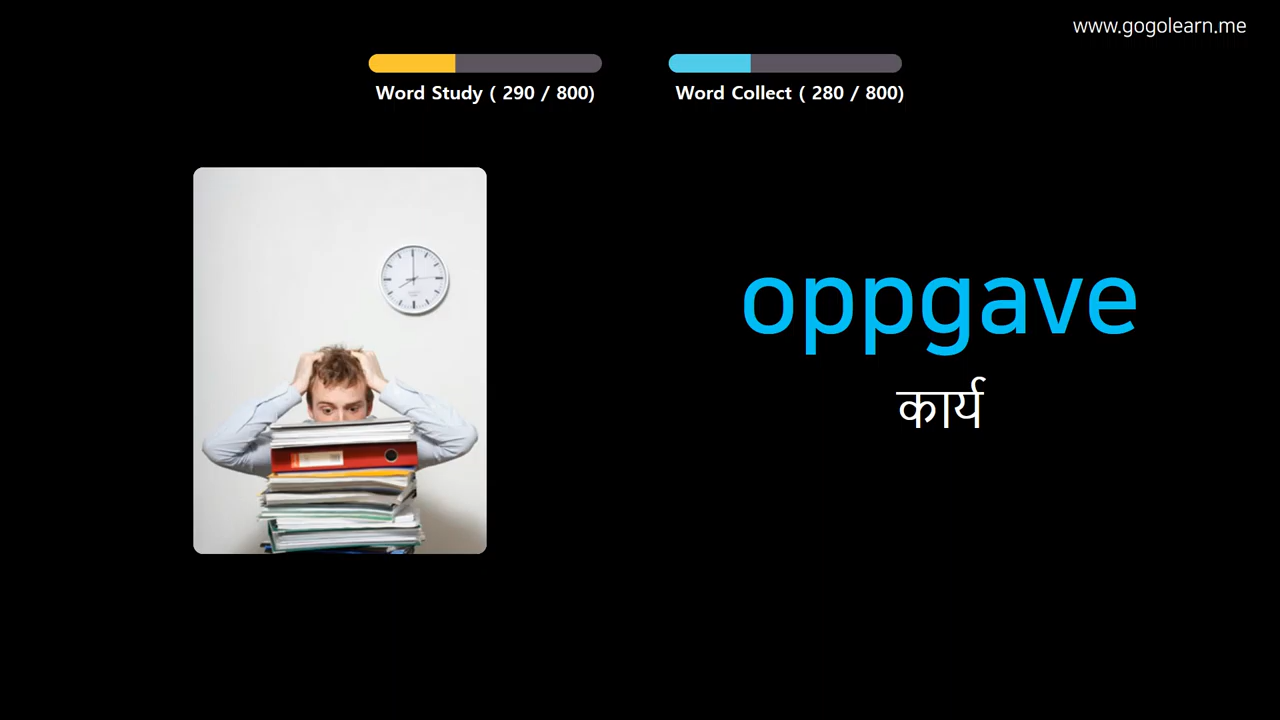 www.gogolearn.me
Word Study ( 290 / 800)
Word Collect ( 280 / 800)
oppgave
कार्य